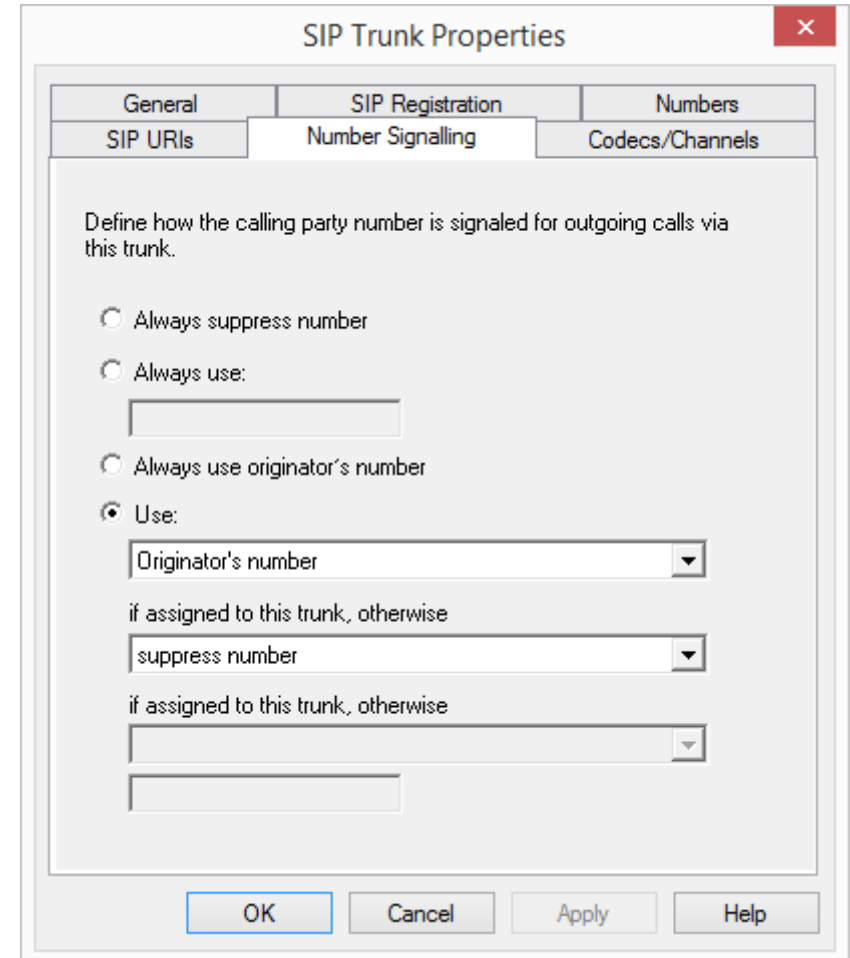 SIP Trunk Properties
General
SIP Registration
Numbers
SIP URIs
Number Signalling
Codecs/Channels
Define how the calling party number is signaled for outgoing calls via
this trunk.
Always suppress number
Always use:
Always use originator´s number
Use:
Originator's number
if assigned to this trunk, otherwise
suppress number
if assigned to this trunk, otherwise
OK
Cancel
Apply
Help